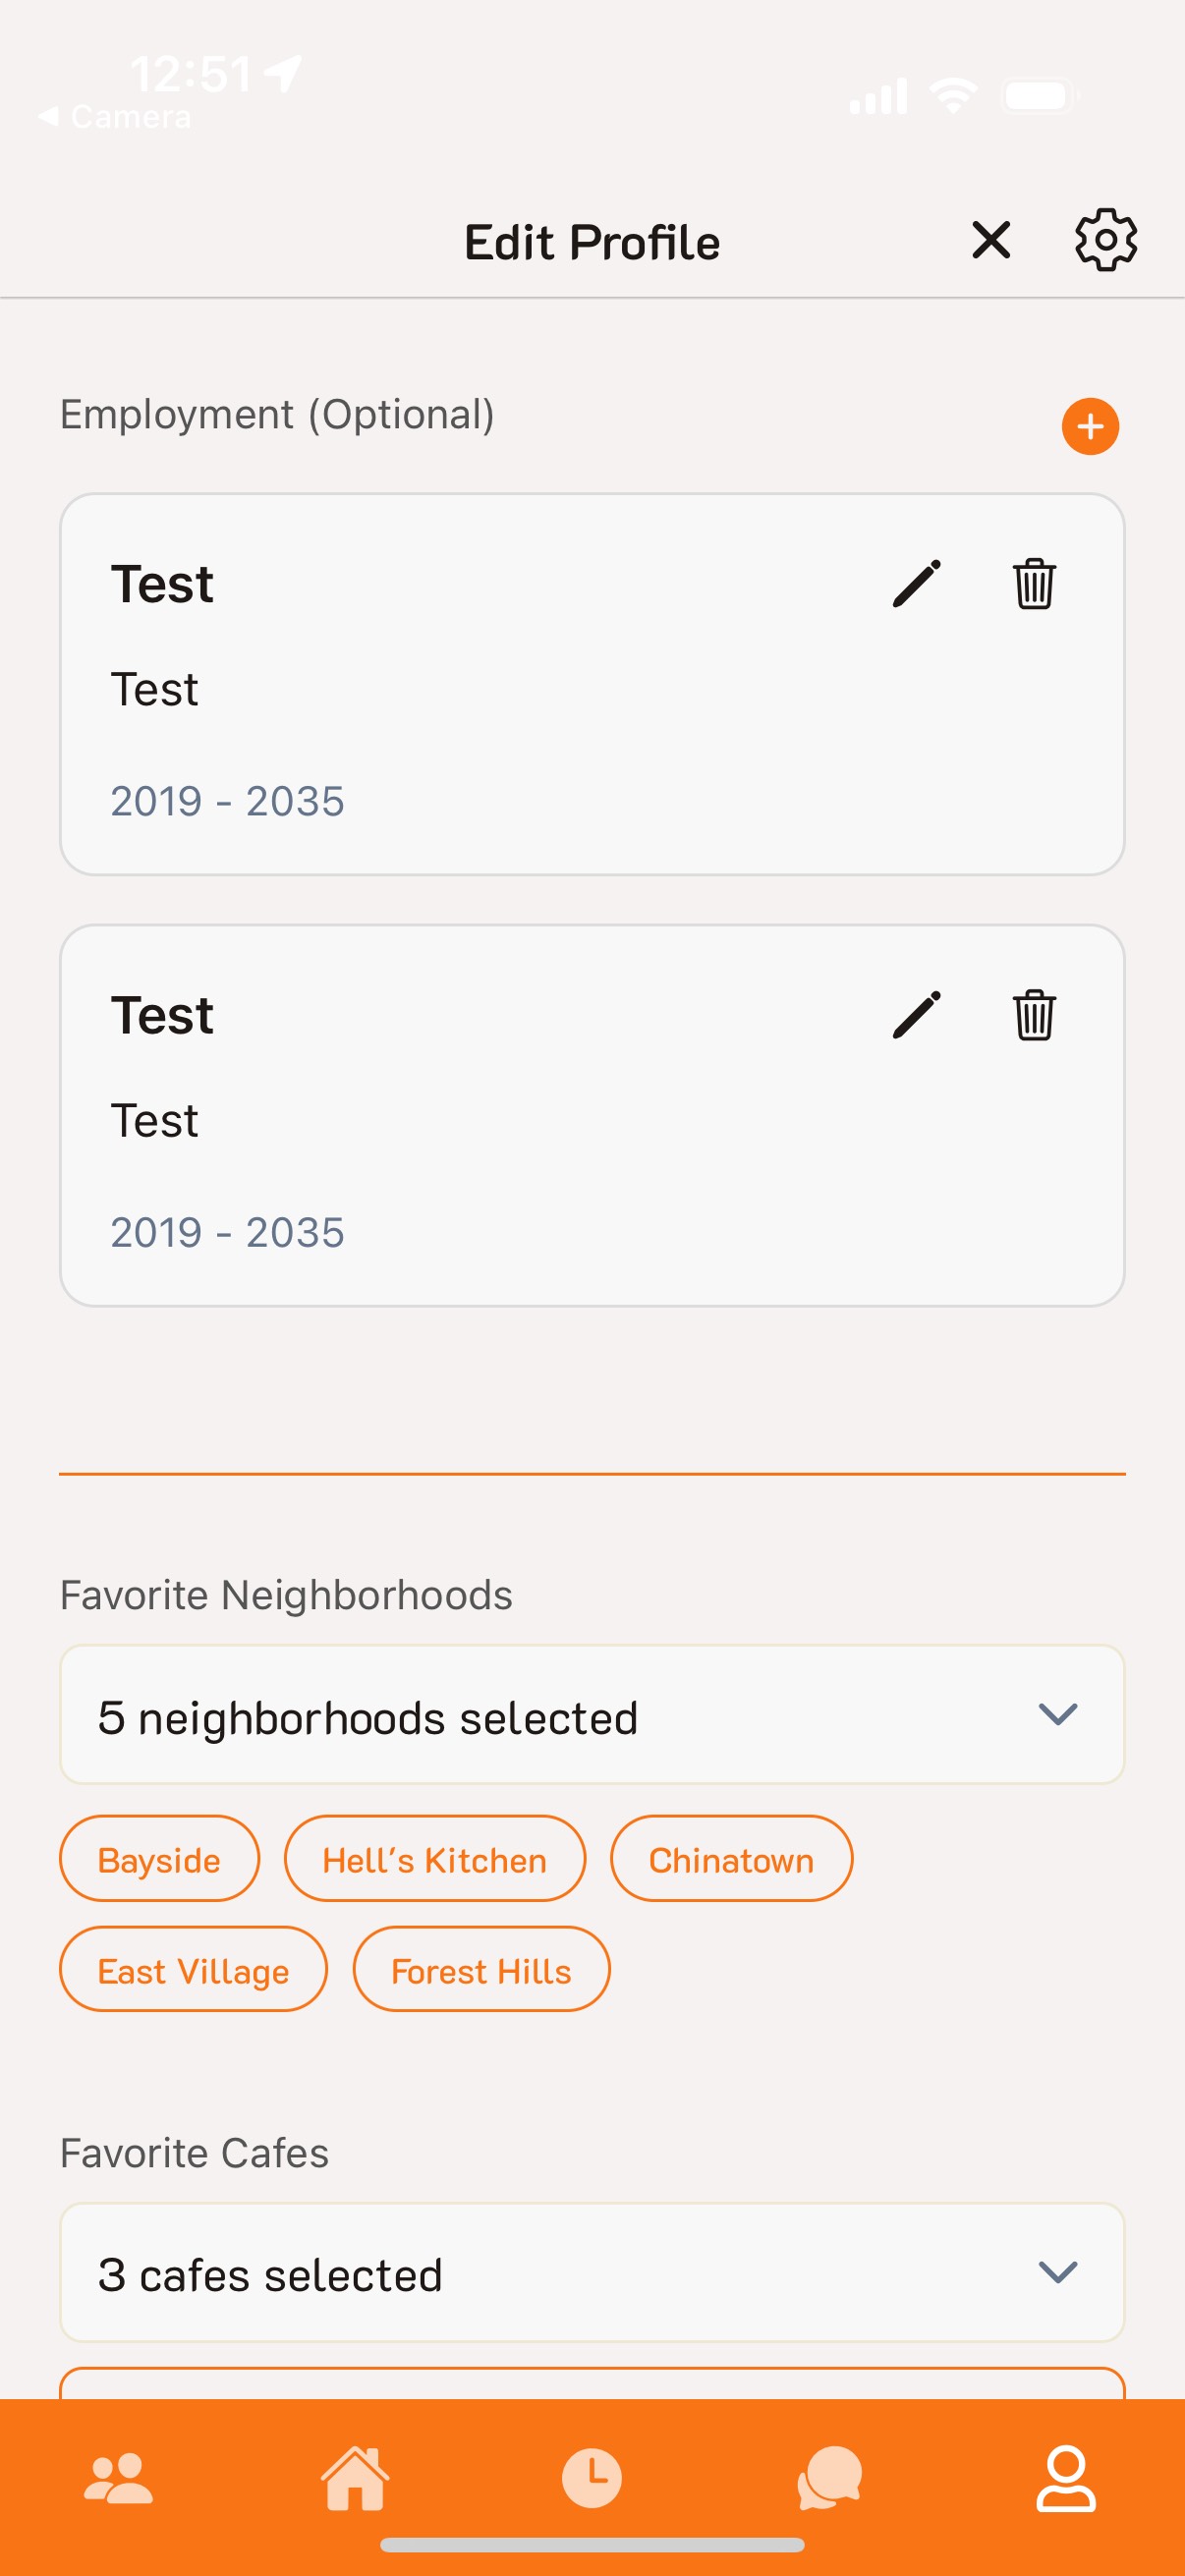 12:51
Camera
Edit Profile
Employment (Optional)
Test
Test
2019 - 2035
Test
Test
2019 - 2035
Favorite Neighborhoods
5 neighborhoods selected
Bayside Hell's Kitchen Chinatown
East Village Forest Hills
Favorite Cafes
3 cafes selected